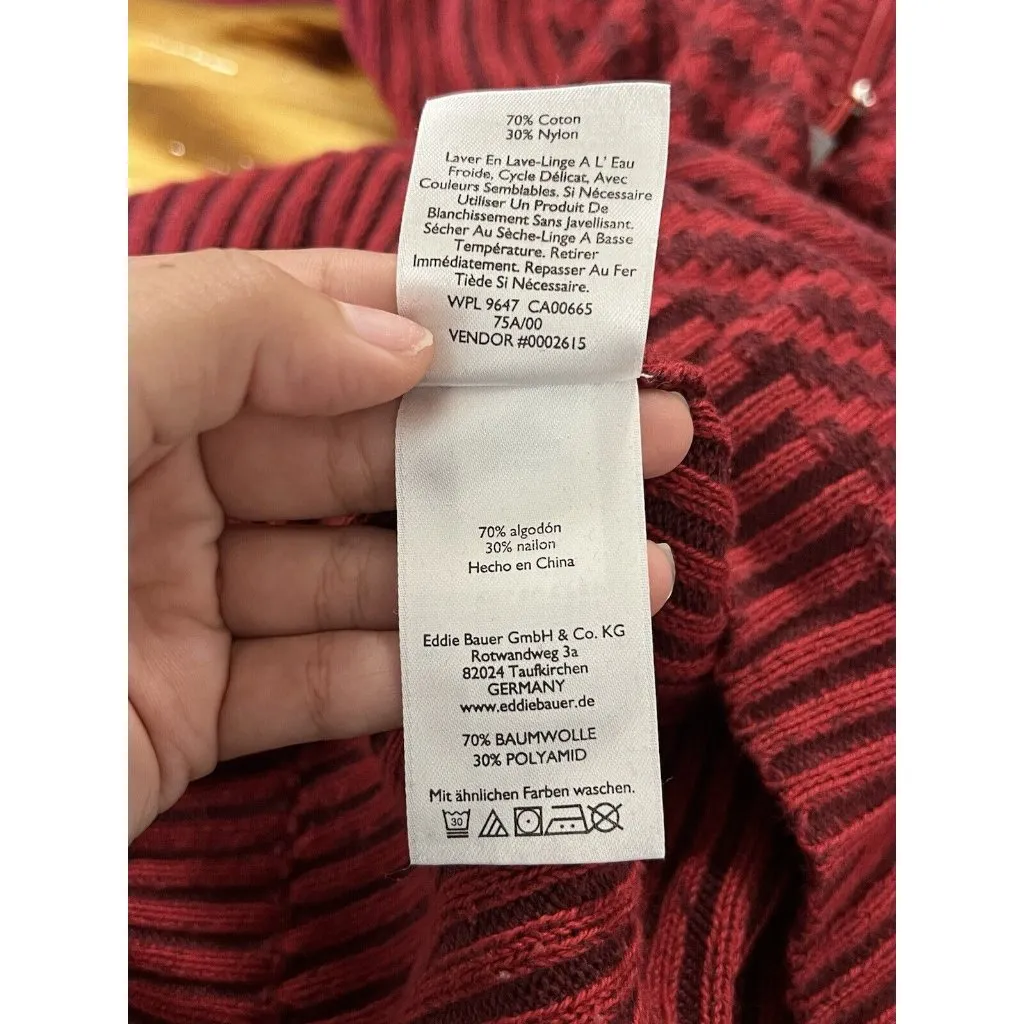 70% Coton
30% Nylon
Laver En Lave-Linge A L' Eau
Froide, Cycle Délicat, Avec
Couleurs Semblables. Si Nécessaire
Utiliser Un Produit De
Blanchissement Sans Javellisant.
Sécher Au Sèche-Linge A Basse
Température. Retirer
Immédiatement. Repasser Au Fer
Tiède Si Nécessaire.
WPL 9647 CA00665
75A/00
VENDOR #0002615
70% algodón
30% nailon
Hecho en China
Eddie Bauer GmbH & Co. KG
Rotwandweg 3a
82024 Taufkirchen
GERMANY
www.eddiebauer.de
70% BAUMWOLLE
30% POLYAMID
Mit ähnlichen Farben waschen.
30